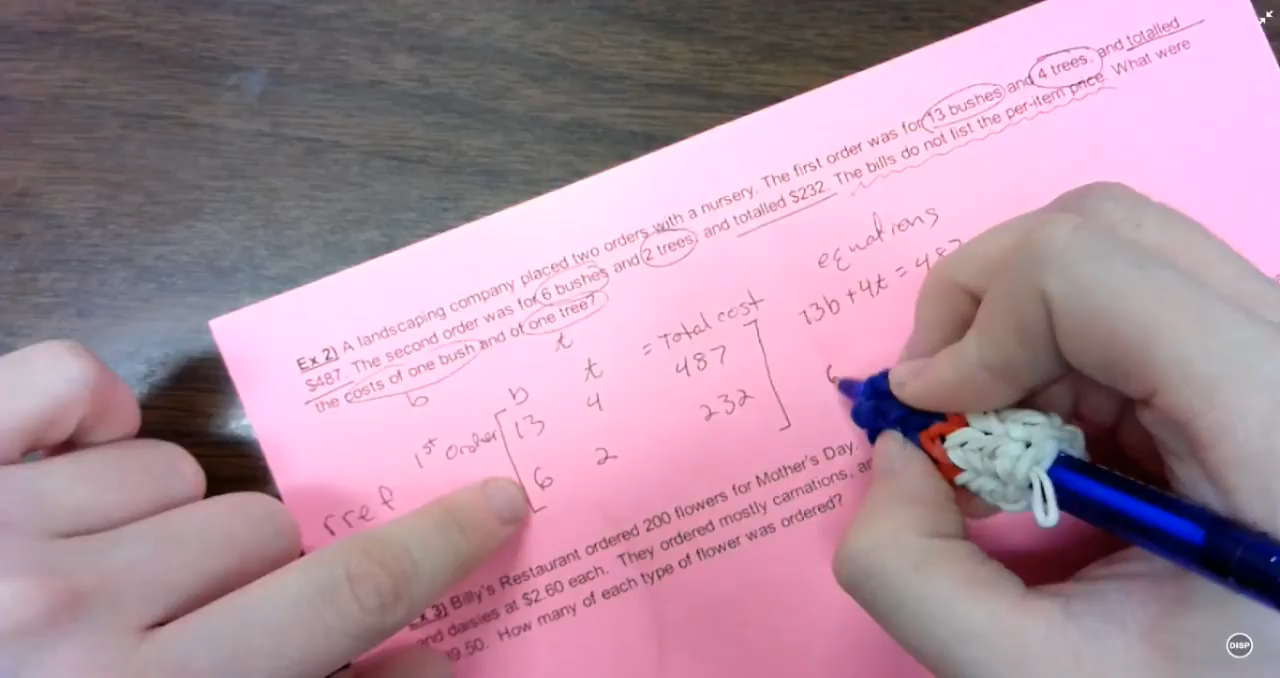 Ex 2) A landscaping company placed two orders with a nursery. The first order was for 13 bushes and 4 trees, and totalled
$487. The second order was for 6 bushes and 2 trees, and totalled $232. The bills do not list the per-item price. What were
the costs of one bush and of one tree?
b
t
equations
b t = Total cost
13b + 4t = 487
1st order 13 4 487
6 2 232
6
rref
Ex 3) Billy's Restaurant ordered 200 flowers for Mother's Day.
and daisies at $2.60 each. They ordered mostly carnations, and
9.50. How many of each type of flower was ordered?
DISP